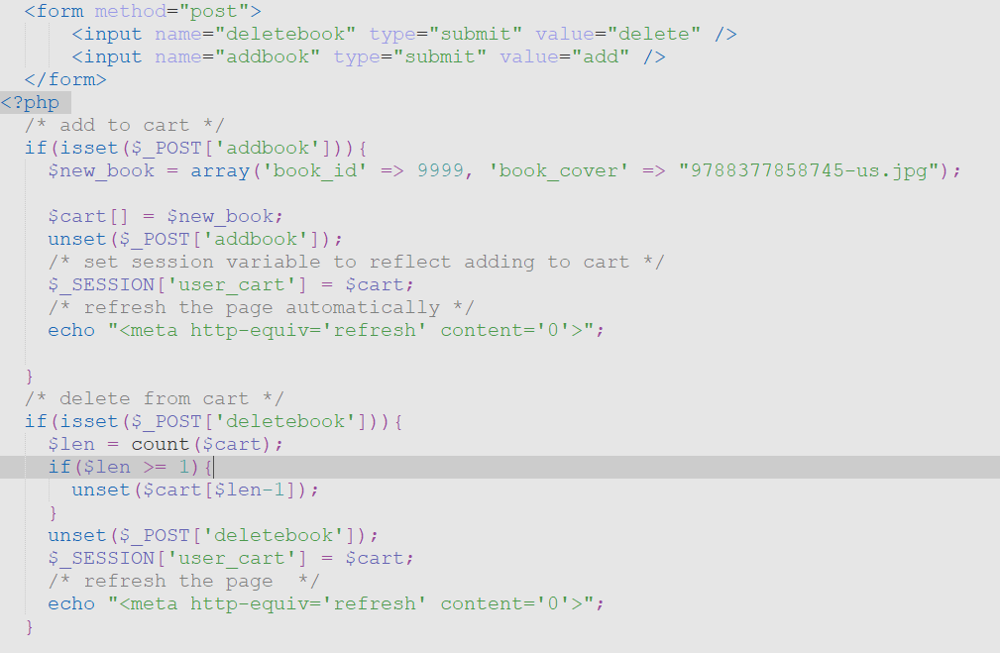 <form method="post">
<input name="deletebook" type="submit" value="delete" />
<input name="addbook" type="submit" value="add" />
</form>
<?php
/* add to cart */
if(isset($_POST['addbook'])){
$new_book = array('book_id' => 9999, 'book_cover' => "9788377858745-us.jpg");
$cart[] = $new_book;
unset($_POST['addbook']);
/* set session variable to reflect adding to cart */
$_SESSION['user_cart'] = $cart;
/* refresh the page automatically */
echo "<meta http-equiv='refresh' content='0'>";
}
/* delete from cart */
if(isset($_POST['deletebook'])){
$len = count($cart);
if($len >= 1){
unset($cart[$len-1]);
}
unset($_POST['deletebook']);
$_SESSION['user_cart'] = $cart;
/* refresh the page  */
echo "<meta http-equiv='refresh' content='0'>";
}